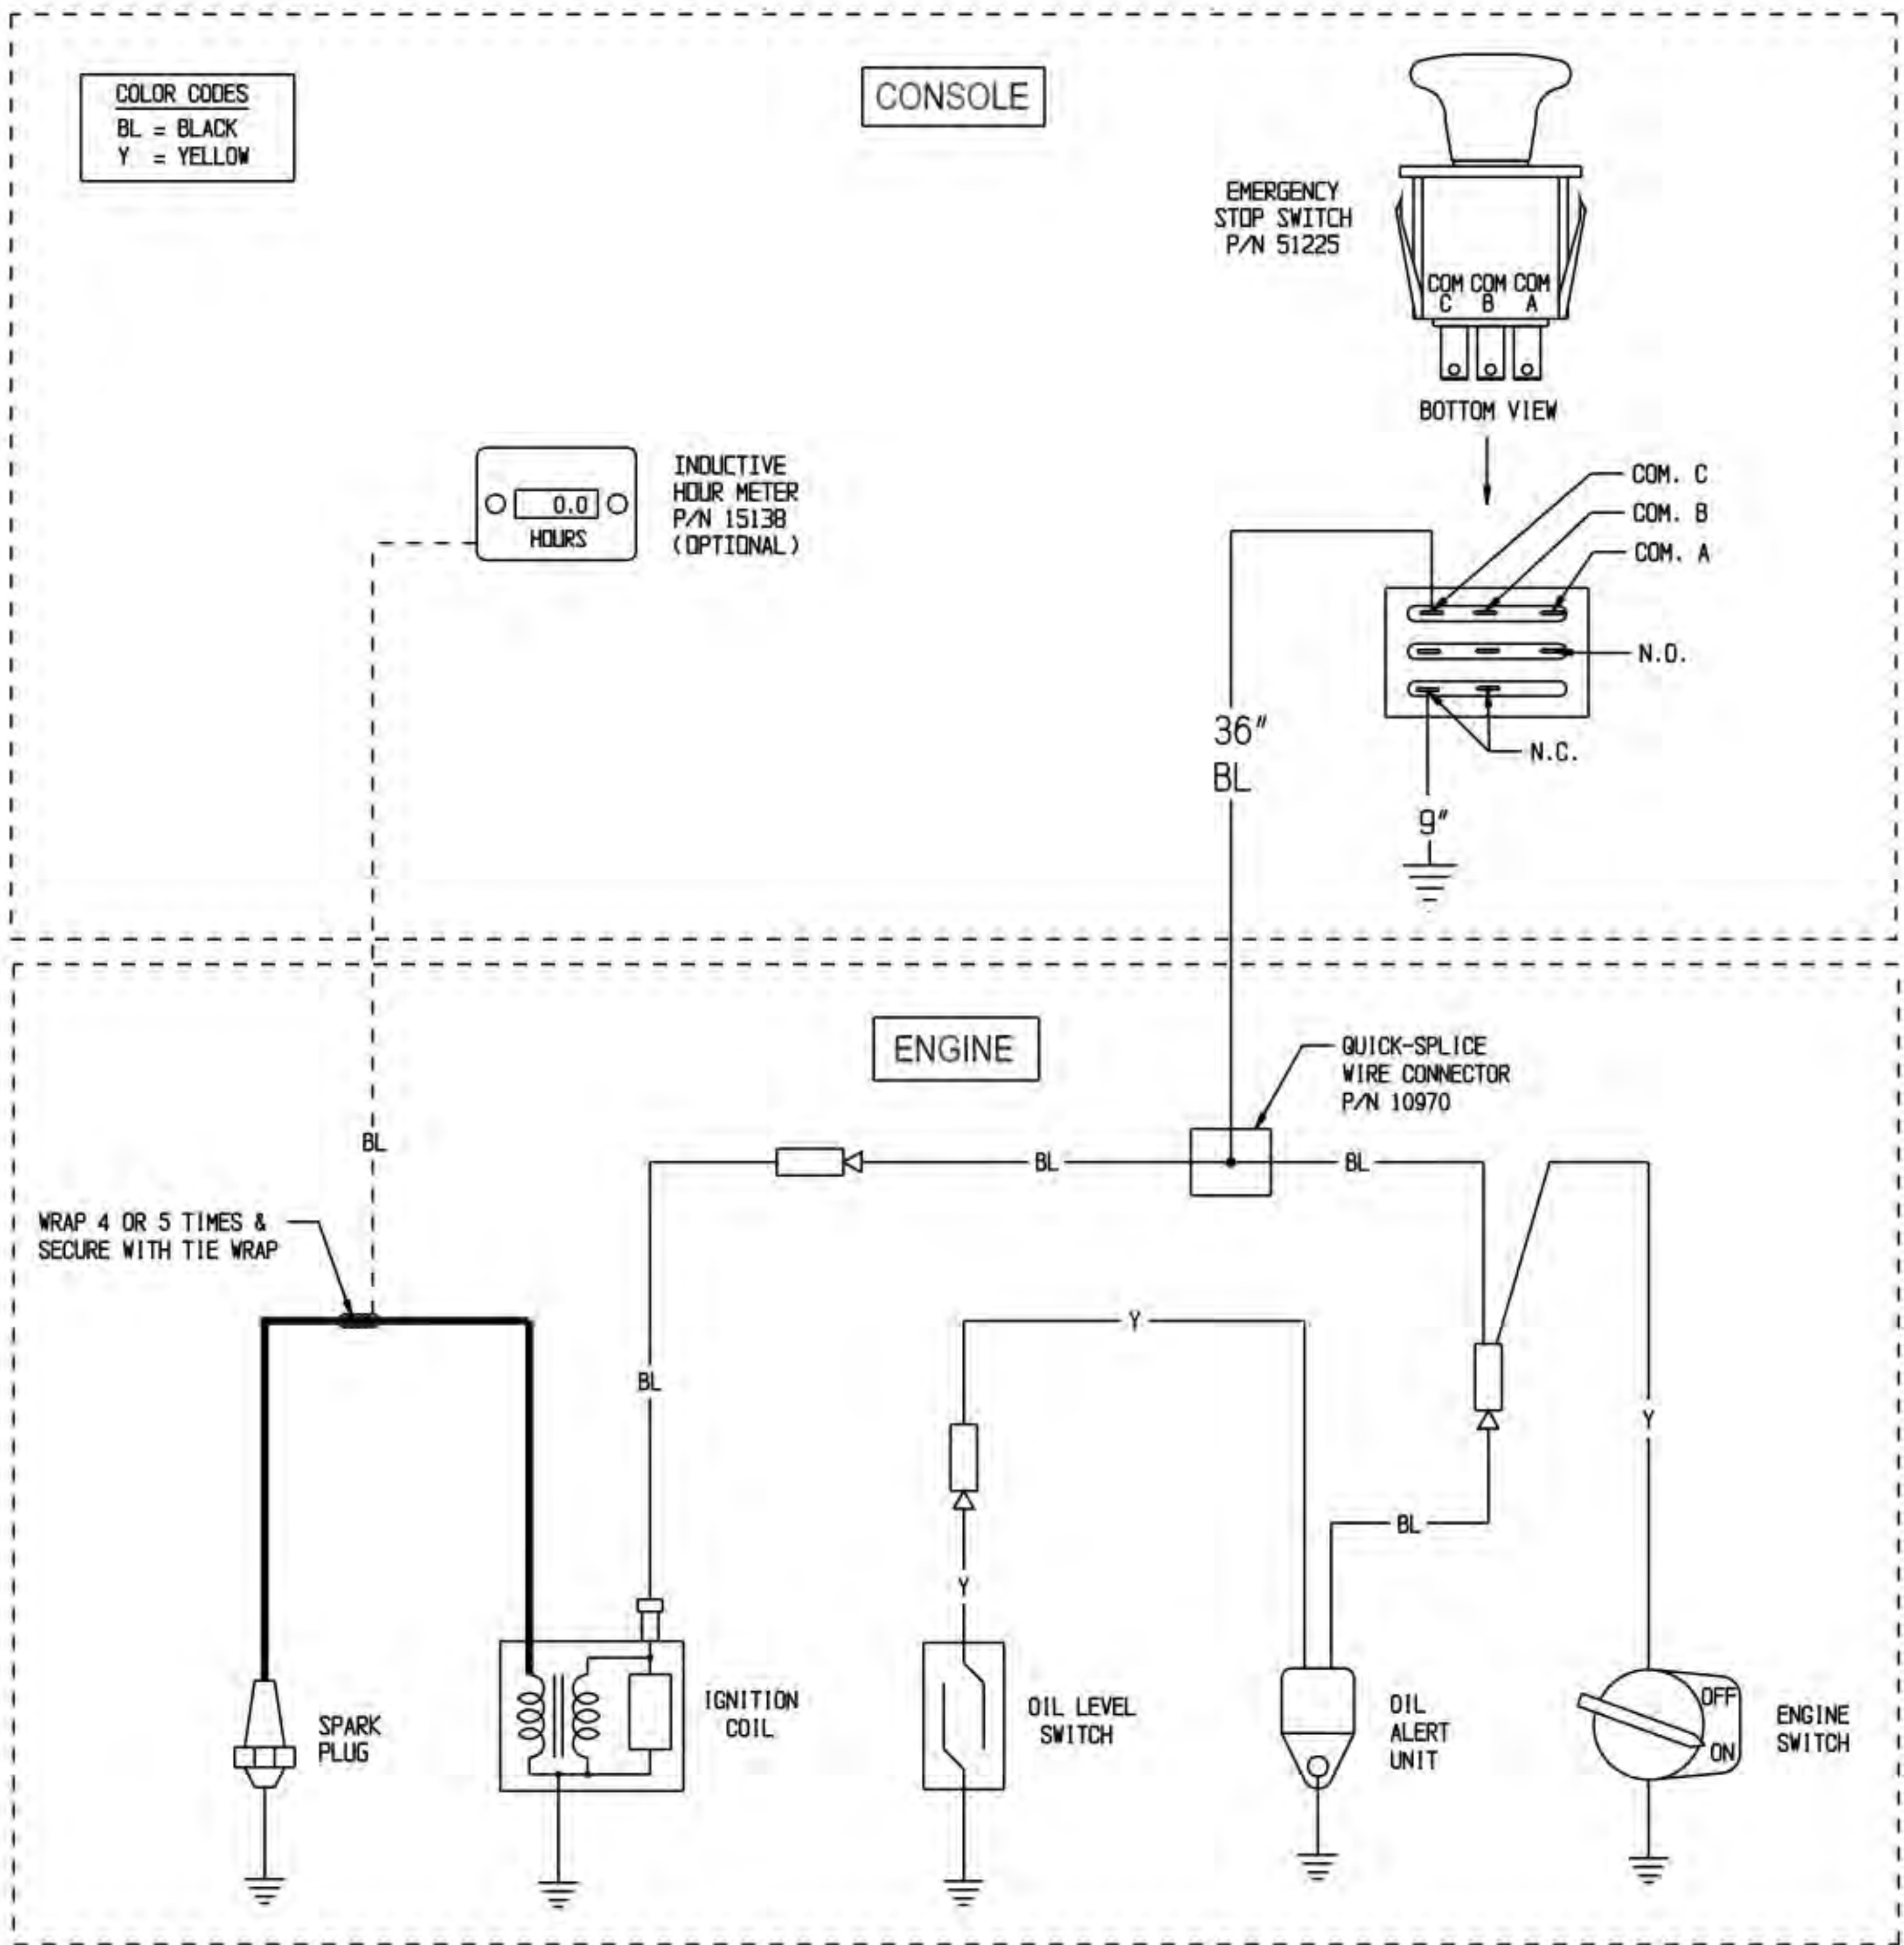 COLOR CODES
BL = BLACK
Y = YELLOW
CONSOLE
EMERGENCY
STOP SWITCH
P/N 51225
COM COM COM
C B A
BOTTOM VIEW
COM. C
COM. B
COM. A
N.O.
N.C.
0.0
HOURS
INDUCTIVE
HOUR METER
P/N 15138
(OPTIONAL)
36"
BL
9"
ENGINE
QUICK-SPLICE
WIRE CONNECTOR
P/N 10970
BL
BL
BL
WRAP 4 OR 5 TIMES &
SECURE WITH TIE WRAP
Y
BL
Y
BL
Y
SPARK
PLUG
IGNITION
COIL
OIL LEVEL
SWITCH
OIL
ALERT
UNIT
OFF
ON
ENGINE
SWITCH